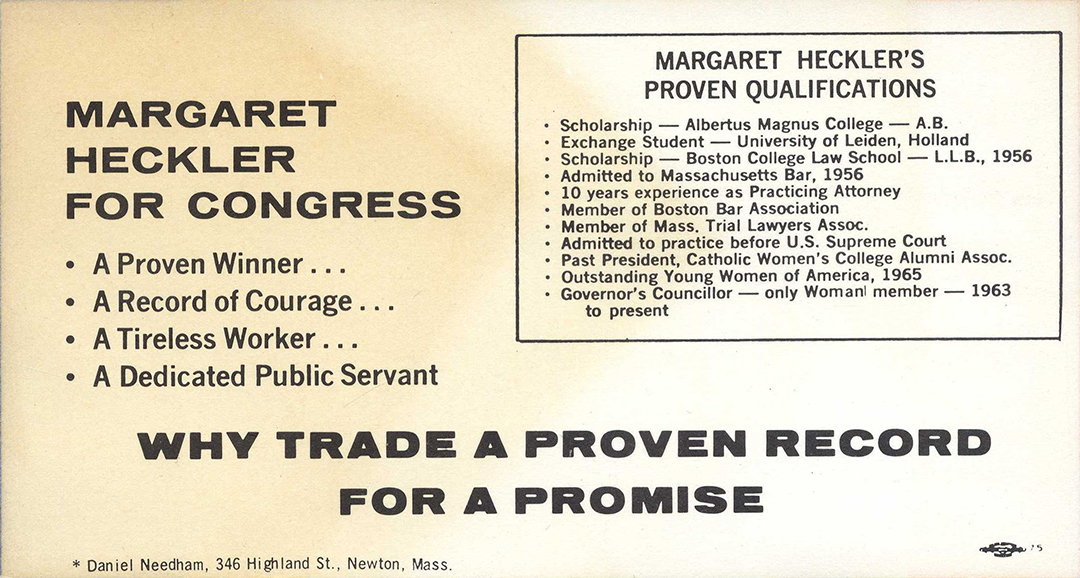 MARGARET
HECKLER
FOR CONGRESS
• A Proven Winner . . .
• A Record of Courage . . .
• A Tireless Worker . . .
• A Dedicated Public Servant
MARGARET HECKLER'S
PROVEN QUALIFICATIONS
• Scholarship — Albertus Magnus College — A.B.
• Exchange Student — University of Leiden, Holland
• Scholarship — Boston College Law School — L.L.B., 1956
• Admitted to Massachusetts Bar, 1956
• 10 years experience as Practicing Attorney
• Member of Boston Bar Association
• Member of Mass. Trial Lawyers Assoc.
• Admitted to practice before U.S. Supreme Court
• Past President, Catholic Women's College Alumni Assoc.
• Outstanding Young Women of America, 1965
• Governor's Councillor — only Woman member — 1963
to present
WHY TRADE A PROVEN RECORD
FOR A PROMISE
* Daniel Needham, 346 Highland St., Newton, Mass.